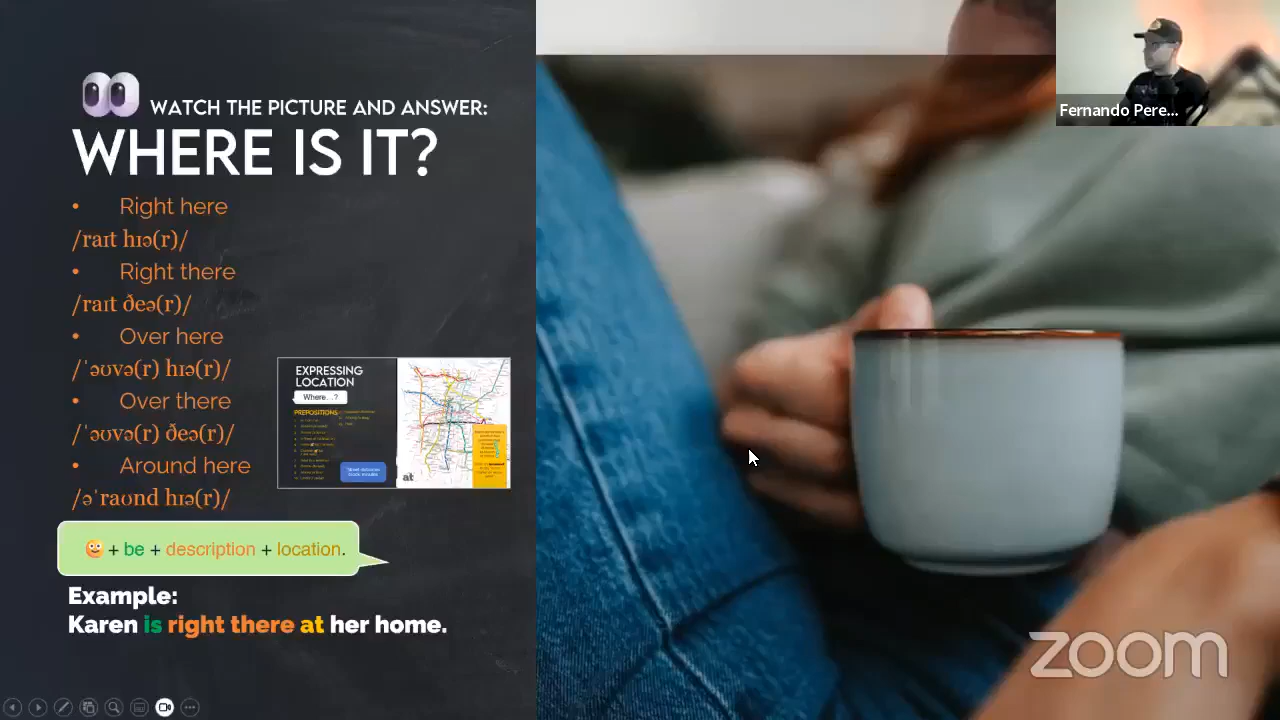 WATCH THE PICTURE AND ANSWER:
WHERE IS IT?
• Right here
/raɪt hɪə(r)/
• Right there
/raɪt ðeə(r)/
• Over here
/ˈəʊvə(r) hɪə(r)/
• Over there
/ˈəʊvə(r) ðeə(r)/
• Around here
/əˈraʊnd hɪə(r)/
EXPRESSING
LOCATION
Where…?
PREPOSITIONS
at
+ be + description + location.
Example:
Karen is right there at her home.
Fernando Pere...
zoom